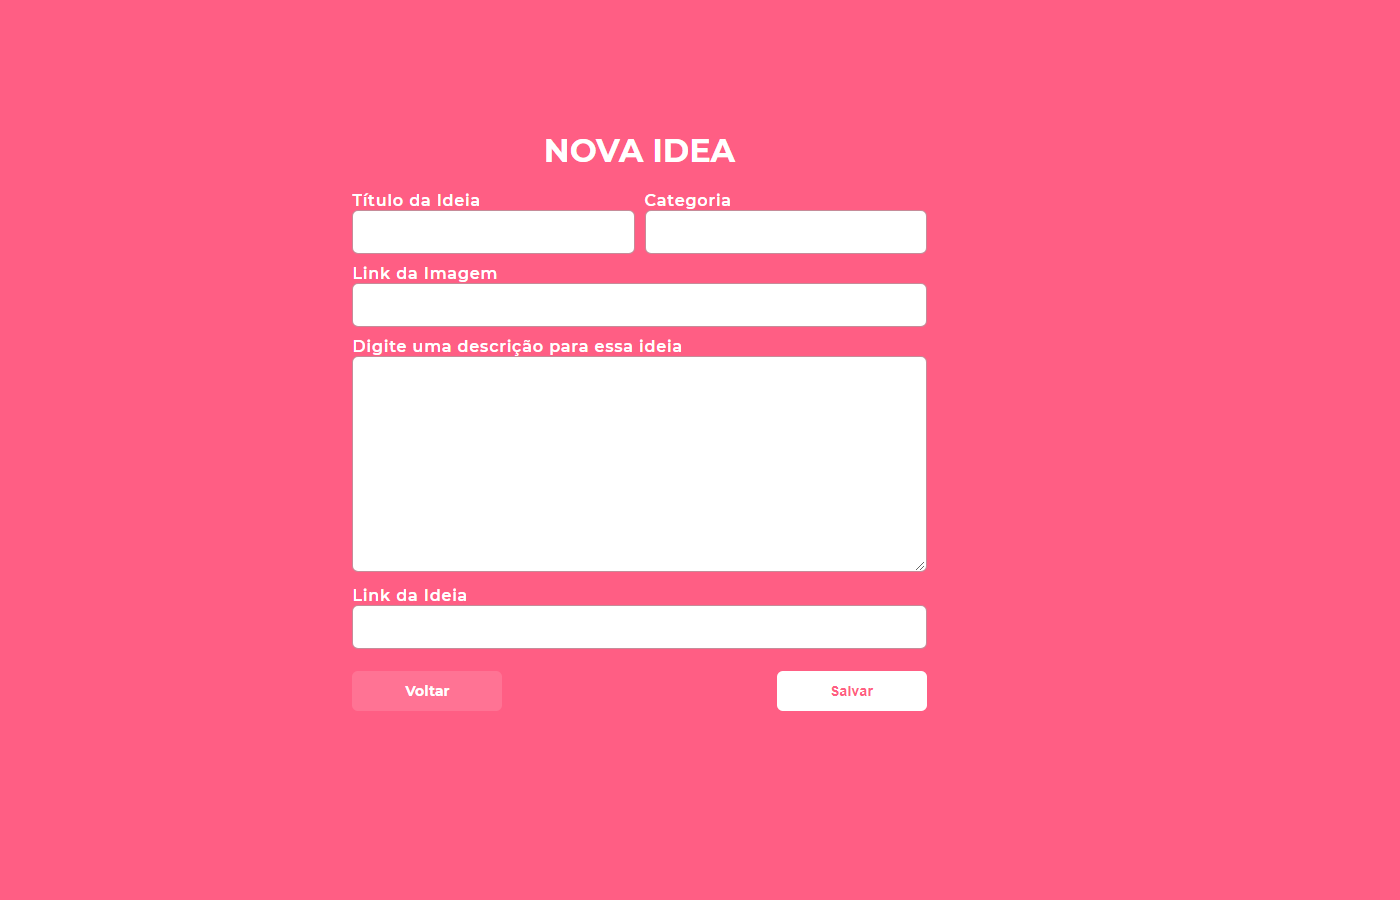 NOVA IDEA
Título da Ideia
Categoria
Link da Imagem
Digite uma descrição para essa ideia
Link da Ideia
Voltar
Salvar